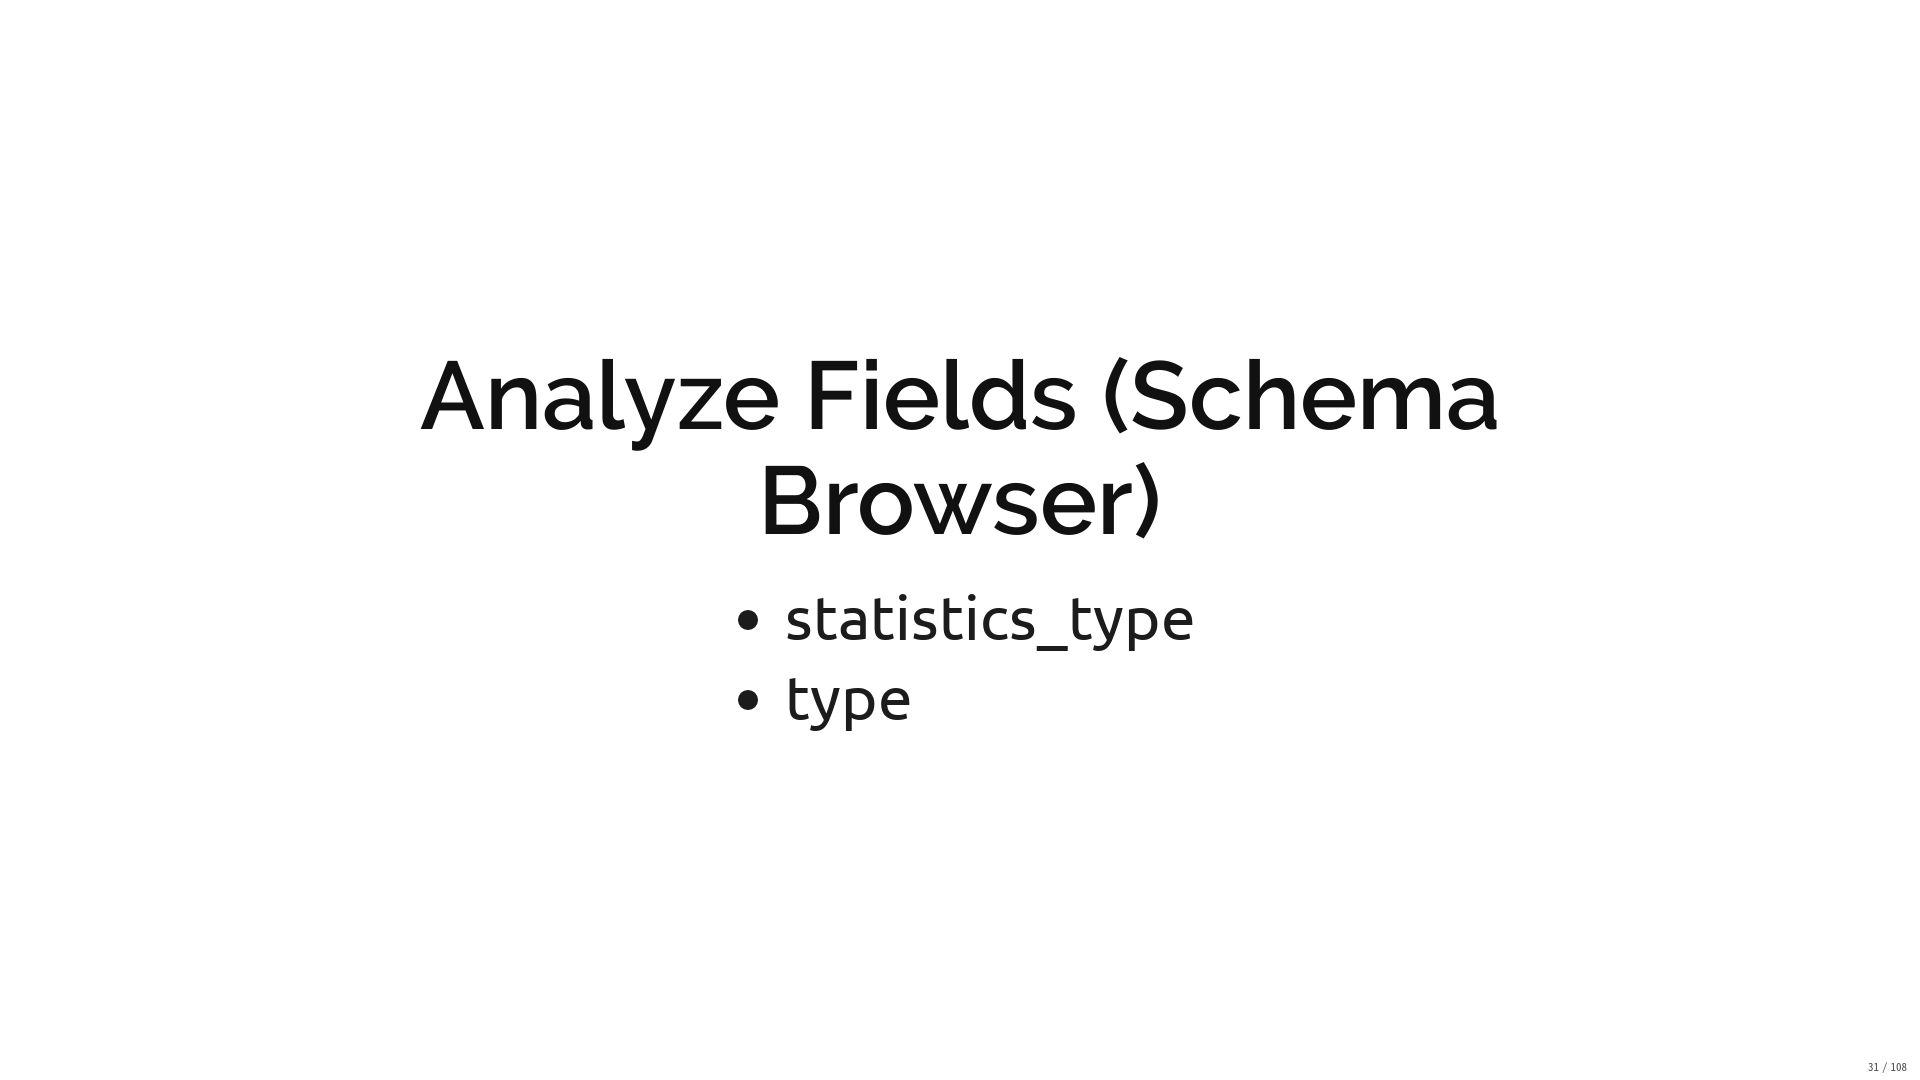 Analyze Fields (Schema
Browser)
• statistics_type
• type
31 / 108